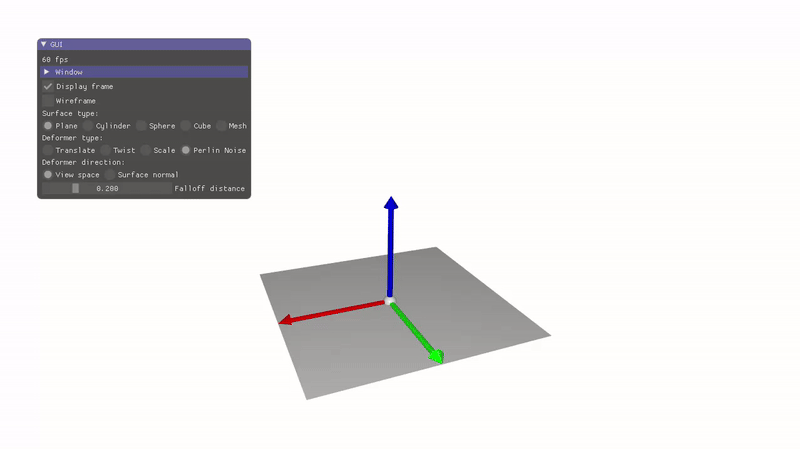 GUI
60 fps
Window
Display frame
Wireframe
Surface type:
Plane Cylinder Sphere Cube Mesh
Deformer type:
Translate Twist Scale Perlin Noise
Deformer direction:
View space Surface normal
0.200 Falloff distance